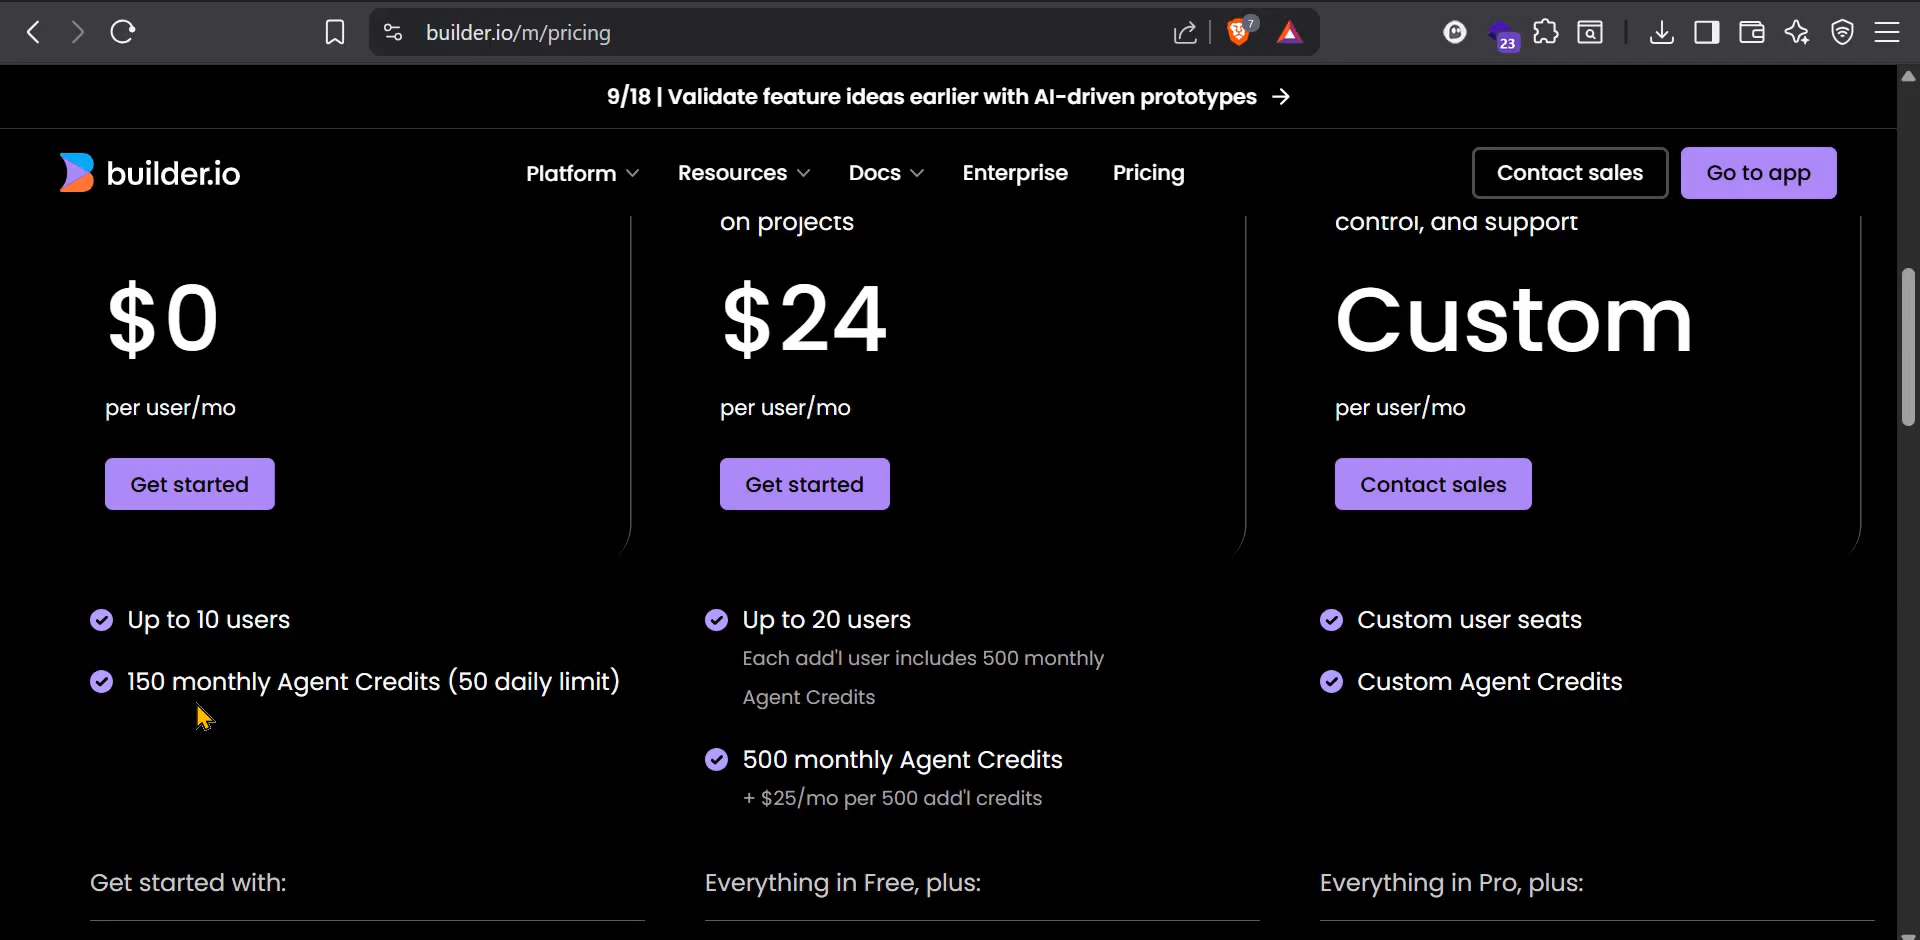 builder.io/m/pricing
7
23
9/18 | Validate feature ideas earlier with AI-driven prototypes →
builder.io
Platform
Resources
Docs
Enterprise
Pricing
Contact sales
Go to app
on projects
control, and support
$0
$24
Custom
per user/mo
per user/mo
per user/mo
Get started
Get started
Contact sales
Up to 10 users
150 monthly Agent Credits (50 daily limit)
Up to 20 users
Each add'l user includes 500 monthly
Agent Credits
500 monthly Agent Credits
+ $25/mo per 500 add'l credits
Custom user seats
Custom Agent Credits
Get started with:
Everything in Free, plus:
Everything in Pro, plus: